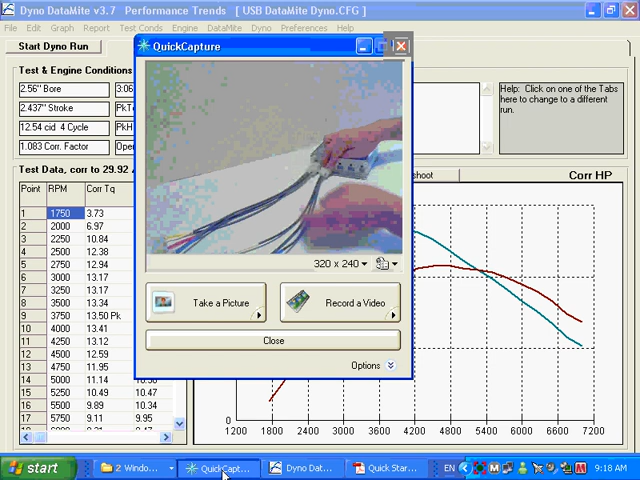 Dyno DataMite v3.7 Performance Trends [ USB DataMite Dyno.CFG ]
File Edit Graph Report Test Conds Engine DataMite Dyno Preferences Help
Start Dyno Run
QuickCapture
Test & Engine Conditions
2.56" Bore
2.437" Stroke
12.54 cid 4 Cycle
1.083 Corr. Factor
Help: Click on one of the Tabs here to change to a different run.
Test Data, corr to 29.92
shoot
Corr HP
Point RPM Corr Tq
1 1750 3.73
2 2000 6.97
3 2250 10.84
4 2500 12.38
5 2750 12.94
6 3000 13.17
7 3250 13.17
8 3500 13.34
9 3750 13.50 Pk
10 4000 13.41
11 4250 13.12
12 4500 12.59
13 4750 11.95
14 5000 11.14 10.58
15 5250 10.49 10.47
16 5500 9.89 10.34
17 5750 9.11 9.95
320 x 240
Take a Picture
Record a Video
Close
Options
0
1200 1800 2400 3000 3600 4200 4800 5400 6000 6600 7200
start
2 Windo...
QuickCapt...
Dyno Dat...
Quick Star...
EN
9:18 AM